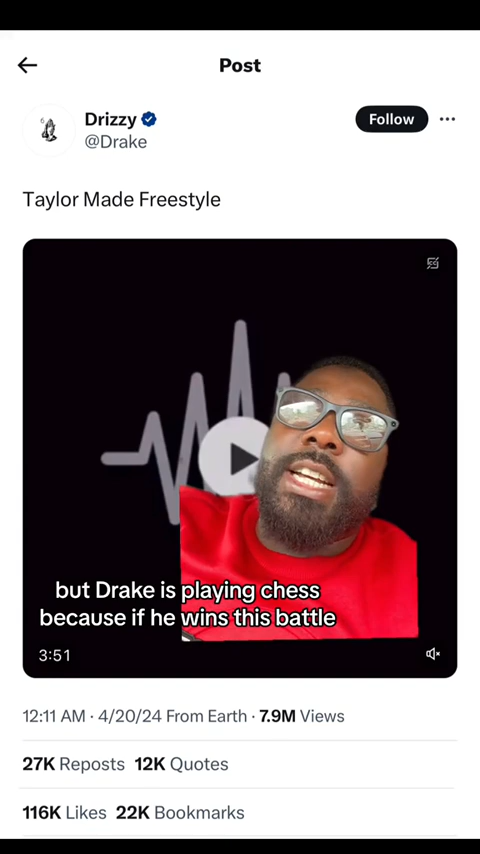 Post
Drizzy
@Drake
Follow
Taylor Made Freestyle
but Drake is playing chess
because if he wins this battle
3:51
12:11 AM · 4/20/24 From Earth · 7.9M Views
27K Reposts 12K Quotes
116K Likes 22K Bookmarks